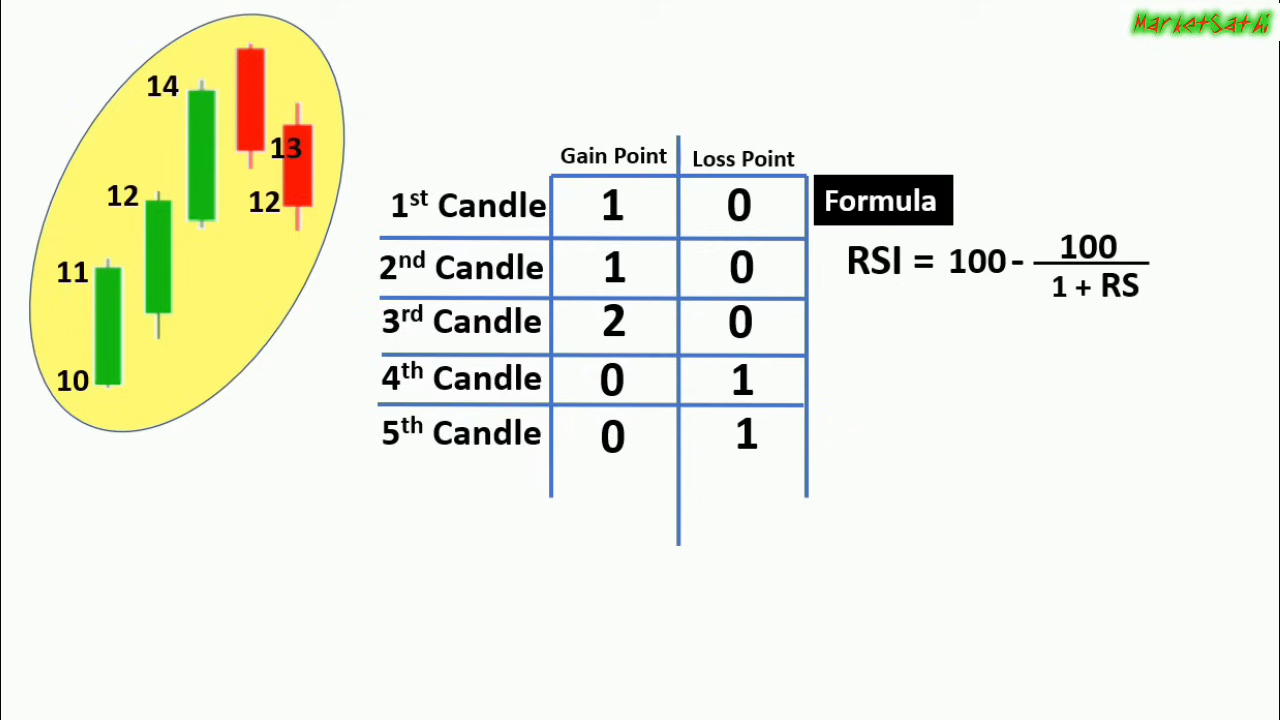 MarketSathi
14
13
12
12
11
10
Gain Point Loss Point
1st Candle 1 0
2nd Candle 1 0
3rd Candle 2 0
4th Candle 0 1
5th Candle 0 1
Formula
RSI = 100 - 100 / 1 + RS